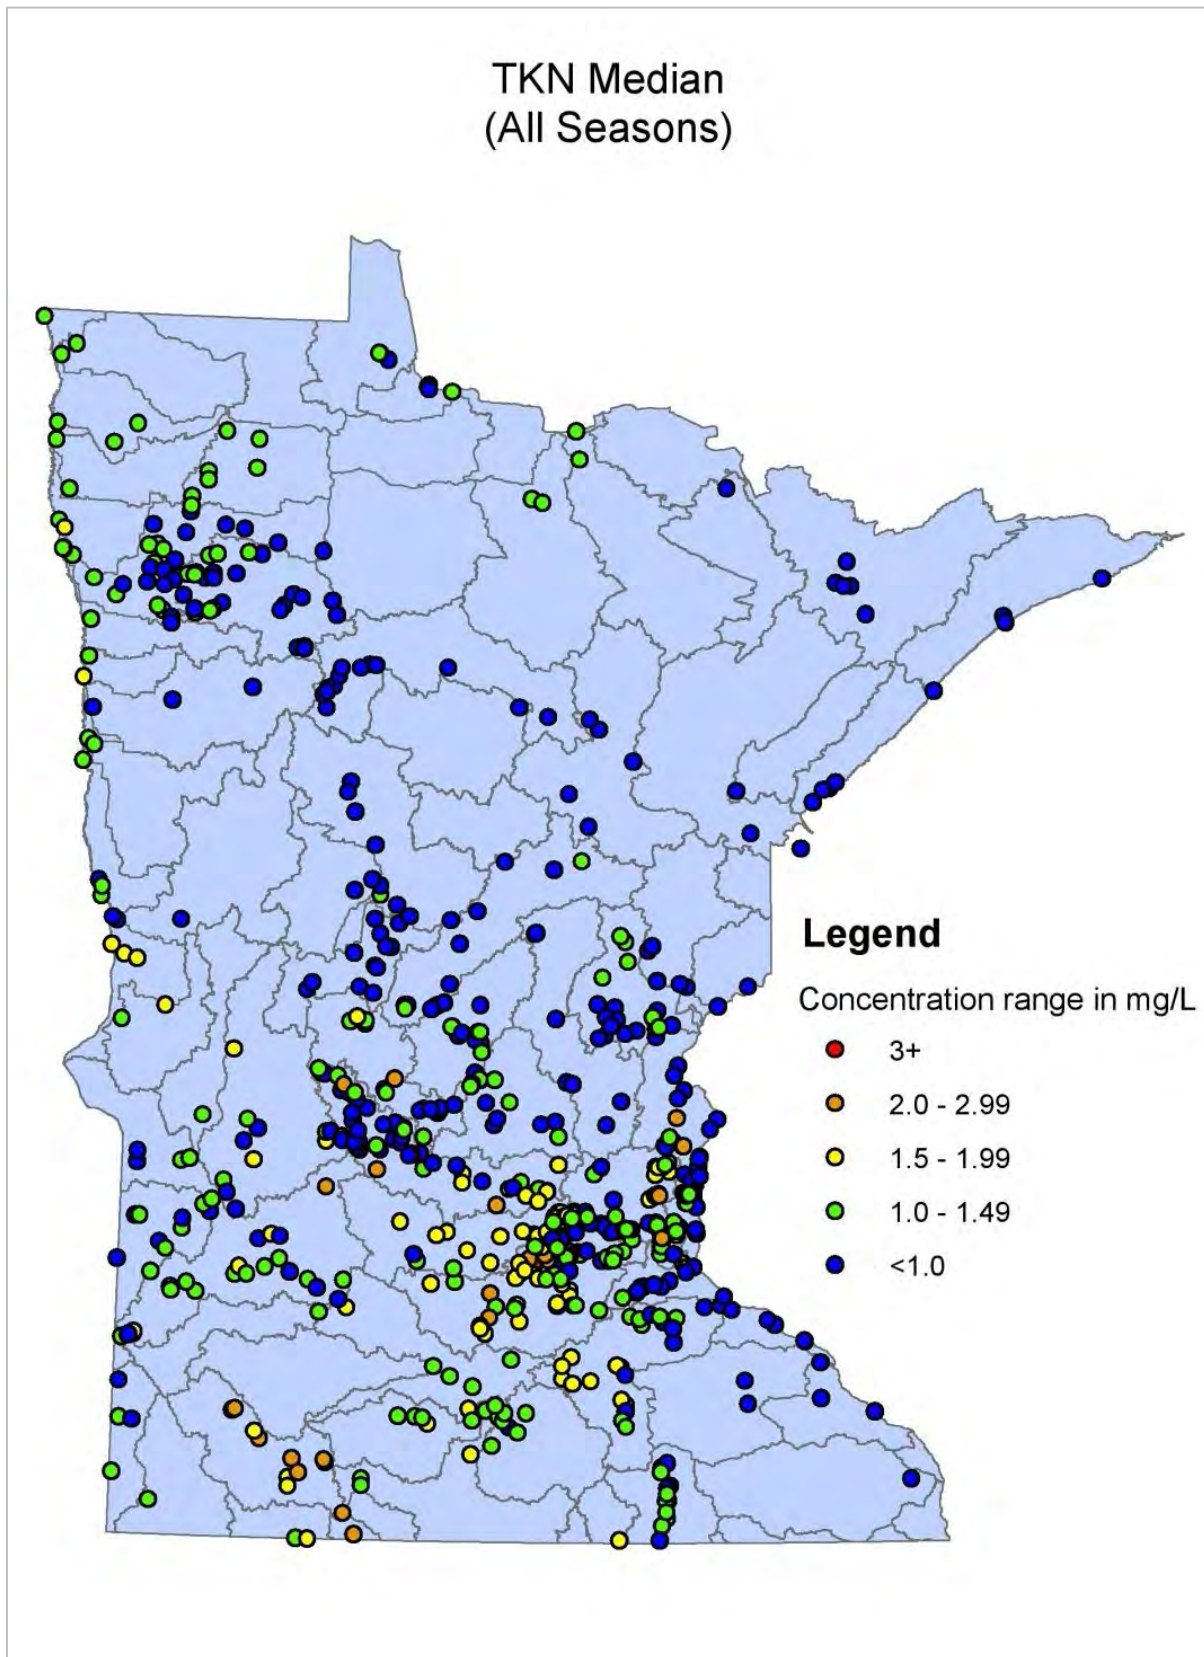 TKN Median
(All Seasons)
Legend
Concentration range in mg/L
3+
2.0 - 2.99
1.5 - 1.99
1.0 - 1.49
<1.0